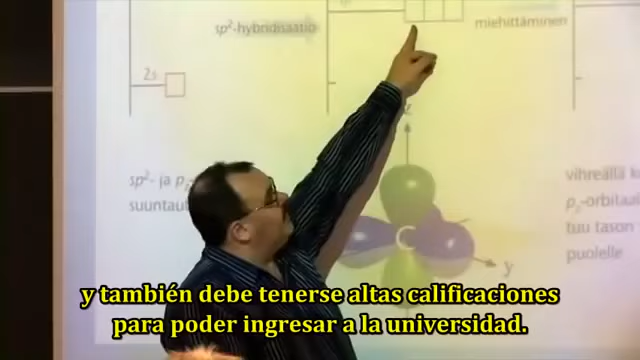 sp²-hybridisaatio
miehittäminen
2s
z
sp²- ja p
suuntaut
vihreällä k
p -orbitaal
tuu tason
puolelle
C
y
y también debe tenerse altas calificaciones
para poder ingresar a la universidad.